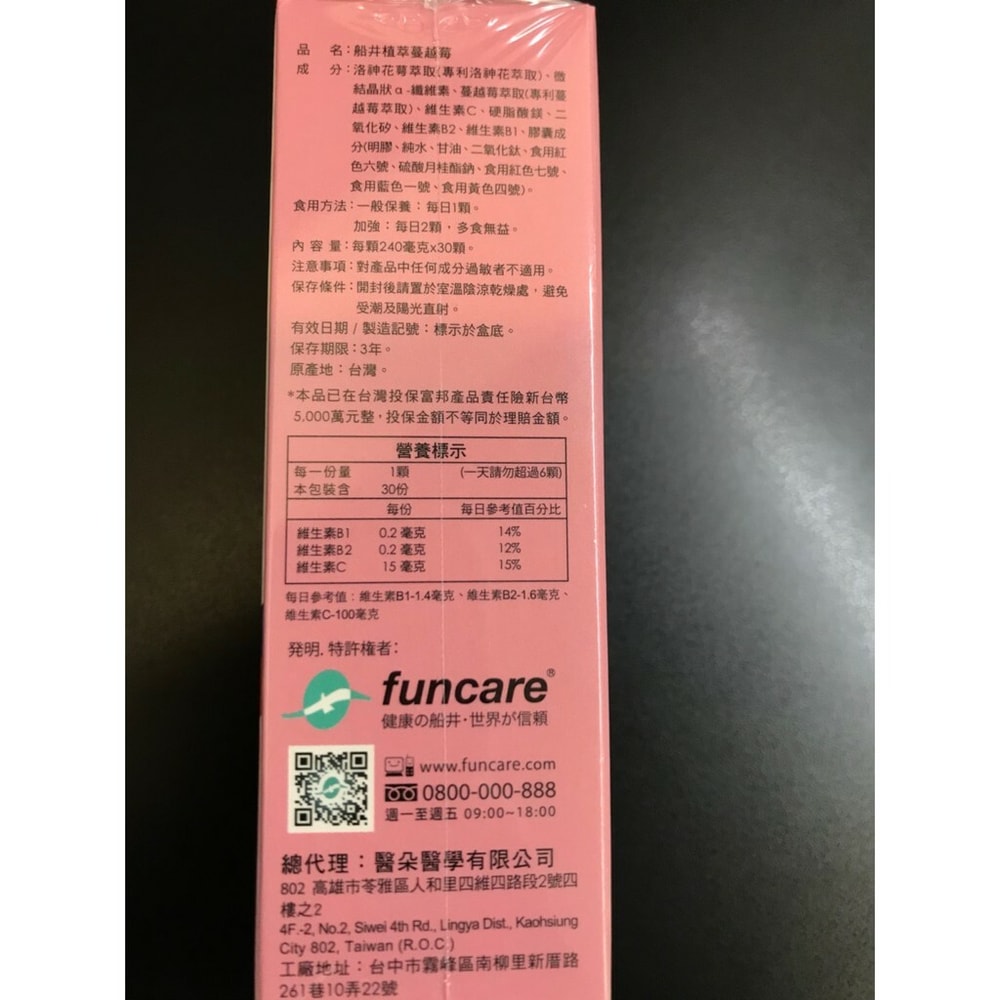 品　名：船井植萃蔓越莓
成　分：洛神花萼萃取(專利洛神花萃取)、微
結晶狀α-纖維素、蔓越莓萃取(專利蔓
越莓萃取)、維生素C、硬脂酸鎂、二
氧化矽、維生素B2、維生素B1、膠囊成
分(明膠、純水、甘油、二氧化鈦、食用紅
色六號、硫酸月桂酯鈉、食用紅色七號、
食用藍色一號、食用黃色四號)。
食用方法：一般保養：每日1顆。
加強：每日2顆，多食無益。
內 容 量：每顆240毫克x30顆。
注意事項：對產品中任何成分過敏者不適用。
保存條件：開封後請置於室溫陰涼乾燥處，避免
受潮及陽光直射。
有效日期 / 製造記號：標示於盒底。
保存期限：3年。
原產地：台灣。
*本品已在台灣投保富邦產品責任險新台幣
5,000萬元整，投保金額不等同於理賠金額。
營養標示
每一份量 1顆 (一天請勿超過6顆)
本包裝含 30份
每份 每日參考值百分比
維生素B1 0.2 毫克 14%
維生素B2 0.2 毫克 12%
維生素C 15 毫克 15%
每日參考值：維生素B1-1.4毫克、維生素B2-1.6毫克、
維生素C-100毫克
発明, 特許権者：
funcare®
健康の船井・世界が信頼
www.funcare.com
0800-000-888
週一至週五 09:00~18:00
總代理：醫朵醫學有限公司
802 高雄市苓雅區人和里四維四路段2號四
樓之2
4F.-2, No.2, Siwei 4th Rd., Lingya Dist., Kaohsiung
City 802, Taiwan (R.O.C.)
工廠地址：台中市霧峰區南柳里新厝路
261巷10弄22號